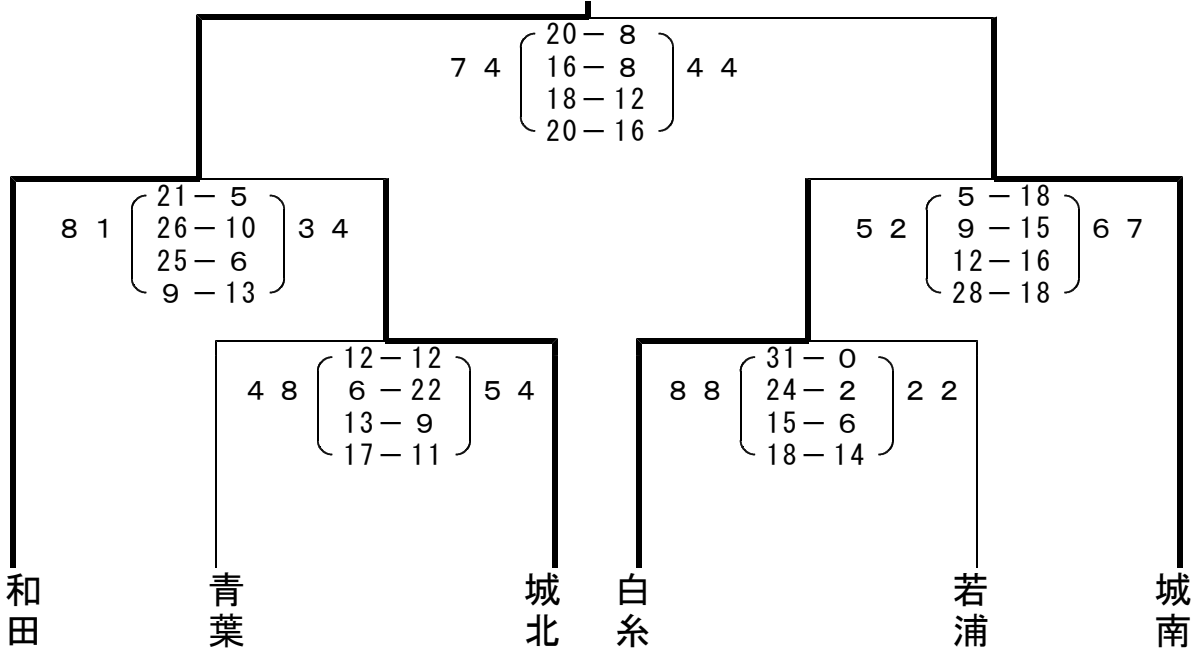 20－ 8
７４ 16－ 8 ４４
18－12
20－16
21－ 5
８１ 26－10 ３４
25－ 6
9 －13
5 －18
５２ 9 －15 ６７
12－16
28－18
12－12
４８ 6 －22 ５４
13－ 9
17－11
31－ 0
８８ 24－ 2 ２２
15－ 6
18－14
和田
青葉
城北
白糸
若浦
城南